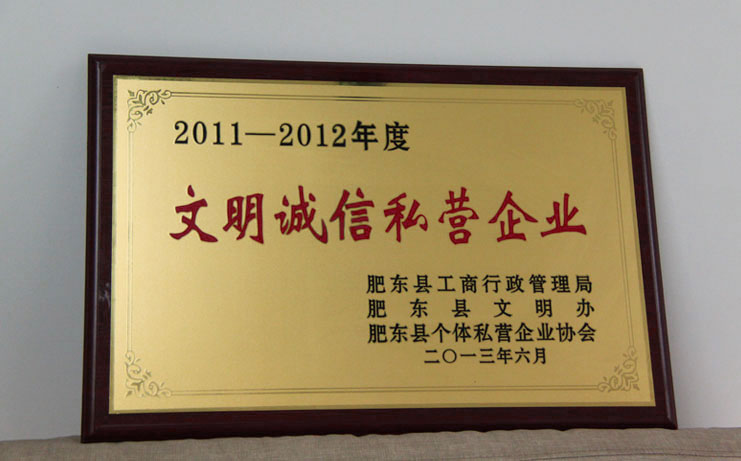 2011—2012年度
文明诚信私营企业
肥东县工商行政管理局
肥东县文明办
肥东县个体私营企业协会
二〇一三年六月